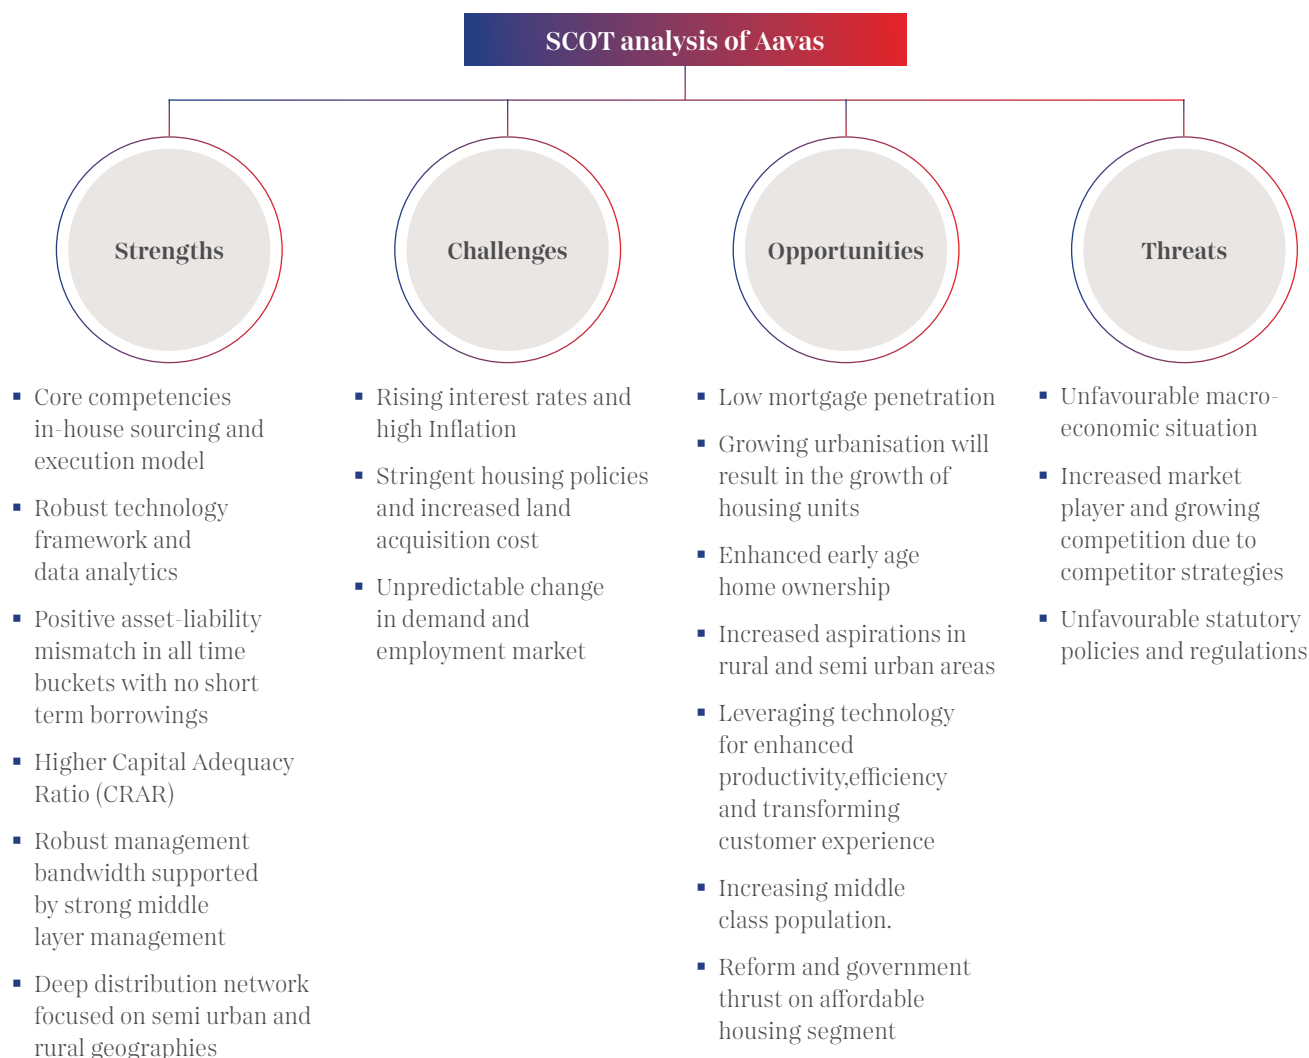 SCOT analysis of Aavas
Strengths
Core competencies
in-house sourcing and
execution model
Robust technology
framework and
data analytics
Positive asset-liability
mismatch in all time
buckets with no short
term borrowings
Higher Capital Adequacy
Ratio (CRAR)
Robust management
bandwidth supported
by strong middle
layer management
Deep distribution network
focused on semi urban and
rural geographies
Challenges
Rising interest rates and
high Inflation
Stringent housing policies
and increased land
acquisition cost
Unpredictable change
in demand and
employment market
Opportunities
Low mortgage penetration
Growing urbanisation will
result in the growth of
housing units
Enhanced early age
home ownership
Increased aspirations in
rural and semi urban areas
Leveraging technology
for enhanced
productivity,efficiency
and transforming
customer experience
Increasing middle
class population.
Reform and government
thrust on affordable
housing segment
Threats
Unfavourable macro-
economic situation
Increased market
player and growing
competition due to
competitor strategies
Unfavourable statutory
policies and regulations